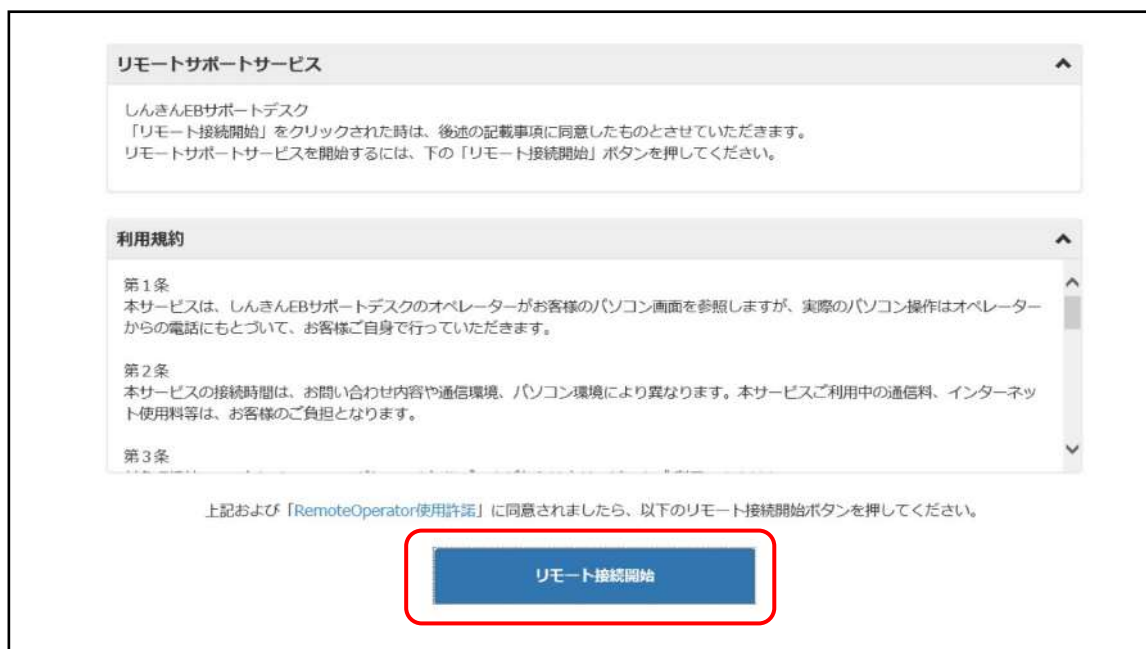 リモートサポートサービス
しんきんEBサポートデスク
「リモート接続開始」をクリックされた時は、後述の記載事項に同意したものとさせていただきます。
リモートサポートサービスを開始するには、下の「リモート接続開始」ボタンを押してください。
利用規約
第1条
本サービスは、しんきんEBサポートデスクのオペレーターがお客様のパソコン画面を参照しますが、実際のパソコン操作はオペレーター
からの電話にもとづいて、お客様ご自身で行っていただきます。
第2条
本サービスの接続時間は、お問い合わせ内容や通信環境、パソコン環境により異なります。本サービスご利用中の通信料、インターネッ
ト使用料等は、お客様のご負担となります。
第3条
上記および「RemoteOperator使用許諾」に同意されましたら、以下のリモート接続開始ボタンを押してください。
リモート接続開始